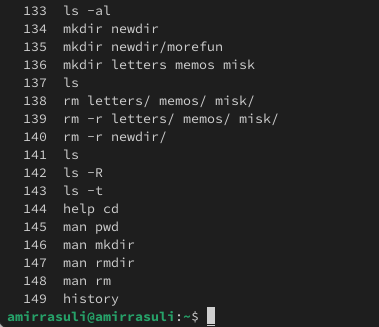 133 ls -al
134 mkdir newdir
135 mkdir newdir/morefun
136 mkdir letters memos misk
137 ls
138 rm letters/ memos/ misk/
139 rm -r letters/ memos/ misk/
140 rm -r newdir/
141 ls
142 ls -R
143 ls -t
144 help cd
145 man pwd
146 man mkdir
147 man rmdir
148 man rm
149 history
amirrasuli@amirrasuli:~$